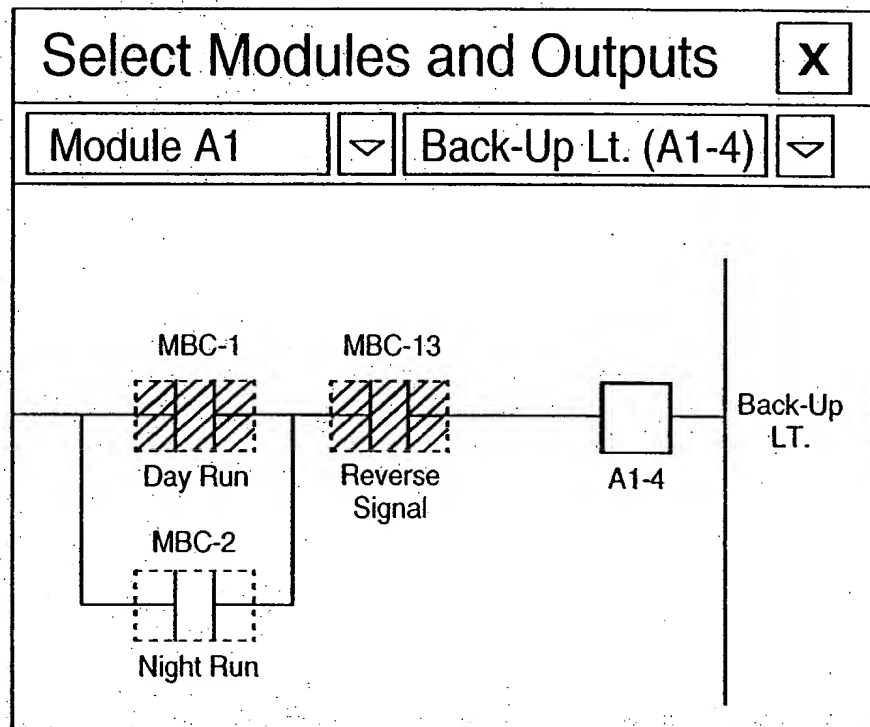 Select Modules and Outputs X
Module A1 Back-Up Lt. (A1-4)
MBC-1 MBC-13
Day Run Reverse
Signal
A1-4
Back-Up
LT.
MBC-2
Night Run